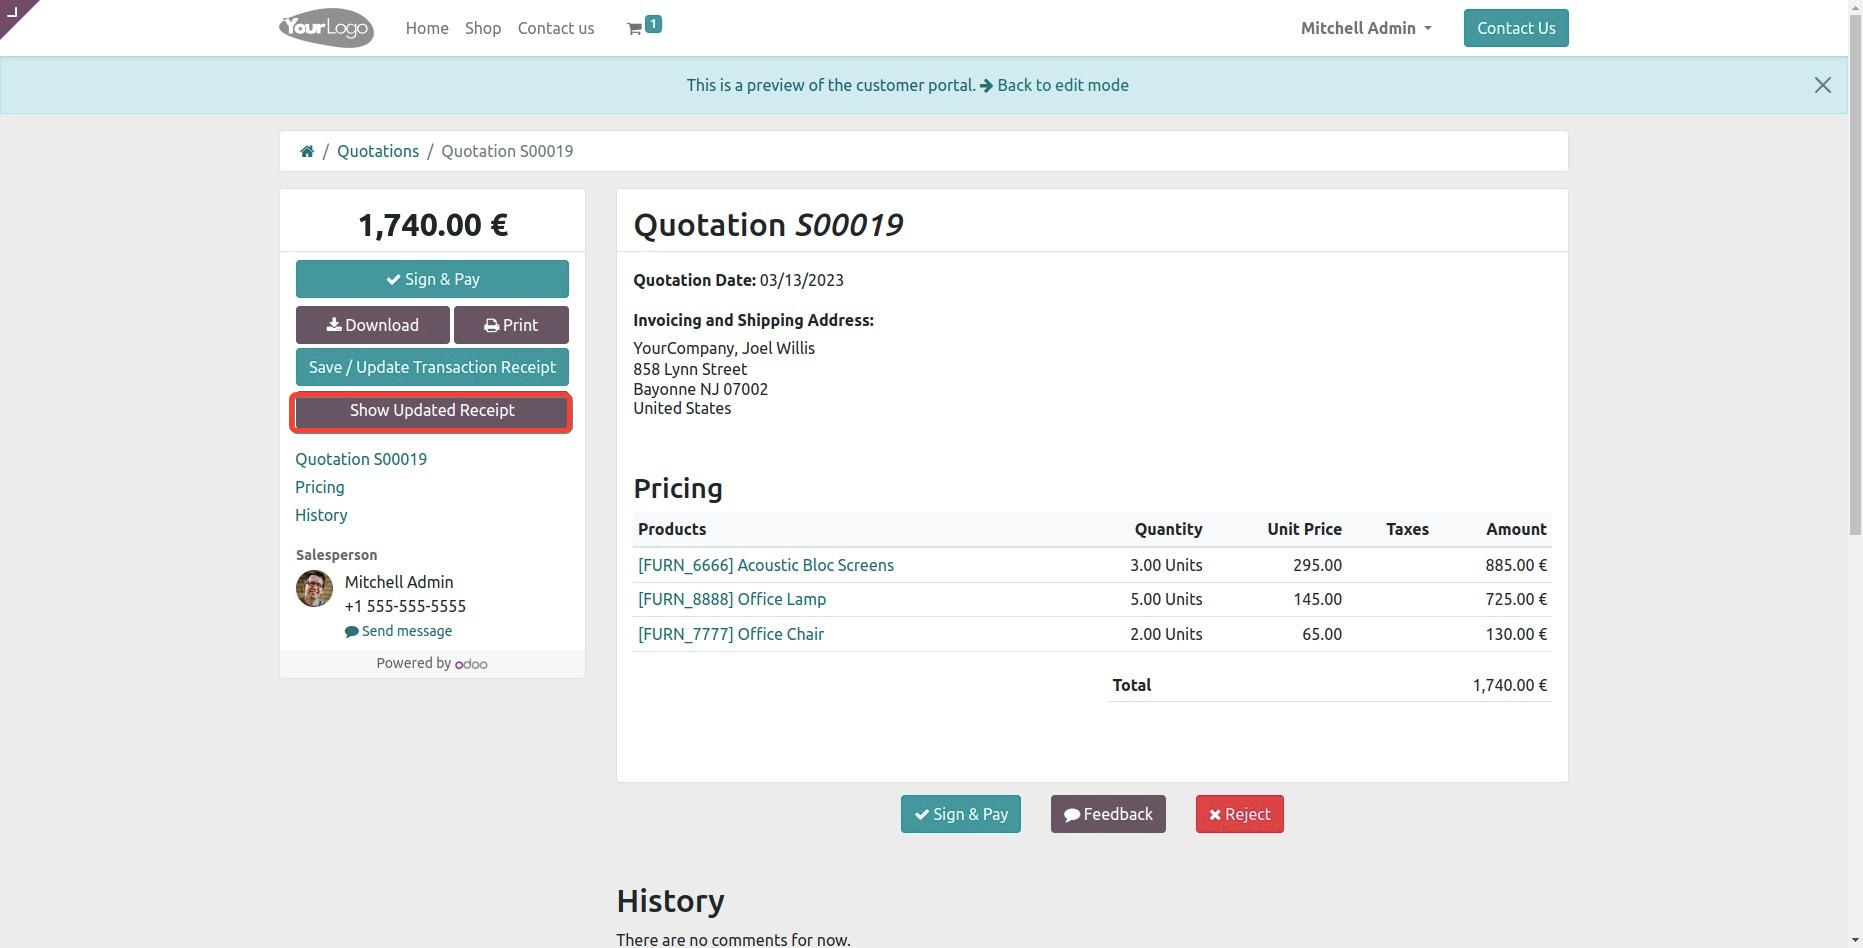 YourLogo Home Shop Contact us 1 Mitchell Admin Contact Us
This is a preview of the customer portal. Back to edit mode
/ Quotations / Quotation S00019
1,740.00 €
Sign & Pay
Download Print
Save / Update Transaction Receipt
Show Updated Receipt
Quotation S00019
Pricing
History
Salesperson
Mitchell Admin
+1 555-555-5555
Send message
Powered by odoo
Quotation S00019
Quotation Date: 03/13/2023
Invoicing and Shipping Address:
YourCompany, Joel Willis
858 Lynn Street
Bayonne NJ 07002
United States
Pricing
Products Quantity Unit Price Taxes Amount
[FURN_6666] Acoustic Bloc Screens 3.00 Units 295.00 885.00 €
[FURN_8888] Office Lamp 5.00 Units 145.00 725.00 €
[FURN_7777] Office Chair 2.00 Units 65.00 130.00 €
Total 1,740.00 €
Sign & Pay Feedback Reject
History
There are no comments for now.